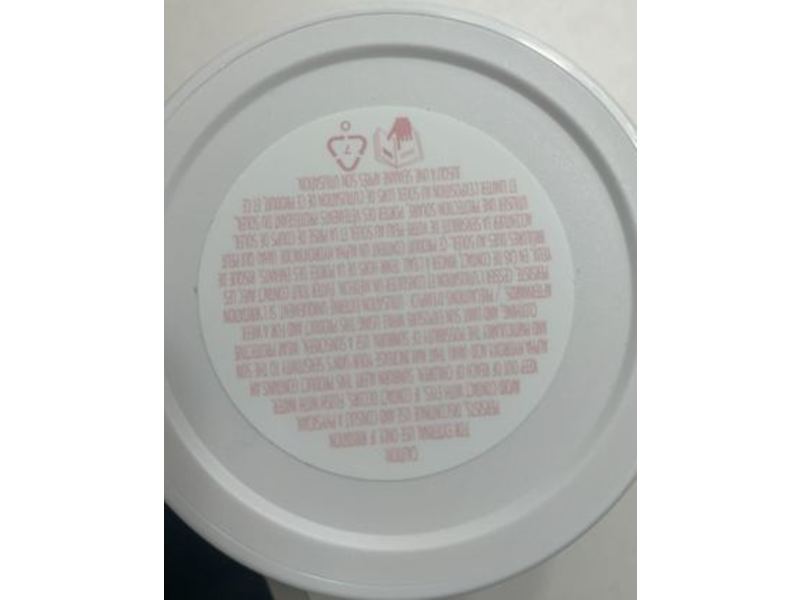 CAUTION:
FOR EXTERNAL USE ONLY. IF IRRITATION
PERSISTS, DISCONTINUE USE AND CONSULT A PHYSICIAN.
AVOID CONTACT WITH EYES. IF CONTACT OCCURS, FLUSH WITH WATER.
KEEP OUT OF REACH OF CHILDREN. SUNBURN ALERT: THIS PRODUCT CONTAINS AN
ALPHA HYDROXY ACID (AHA) THAT MAY INCREASE YOUR SKIN'S SENSITIVITY TO THE SUN
AND PARTICULARLY THE POSSIBILITY OF SUNBURN. USE A SUNSCREEN, WEAR PROTECTIVE
CLOTHING, AND LIMIT SUN EXPOSURE WHILE USING THIS PRODUCT AND FOR A WEEK
AFTERWARDS. / PRÉCAUTIONS D'EMPLOI: UTILISATION EXTERNE UNIQUEMENT. SI L'IRRITATION
PERSISTE, CESSER L'UTILISATION ET CONSULTER UN MÉDECIN. ÉVITER TOUT CONTACT AVEC LES
YEUX. EN CAS DE CONTACT, RINCER À L'EAU. TENIR HORS DE LA PORTÉE DES ENFANTS. RISQUE DE
BRÛLURES DUES AU SOLEIL: CE PRODUIT CONTIENT UN ALPHA HYDROXYACIDE (AHA) QUI PEUT
ACCENTUER LA SENSIBILITÉ DE VOTRE PEAU AU SOLEIL ET LA PRISE DE COUPS DE SOLEIL.
UTILISER UNE PROTECTION SOLAIRE, PORTER DES VÊTEMENTS PROTÉGEANT DU SOLEIL,
ET LIMITER L'EXPOSITION AU SOLEIL LORS DE L'UTILISATION DE CE PRODUIT, ET CE
JUSQU'À UNE SEMAINE APRÈS SON UTILISATION.
7
O